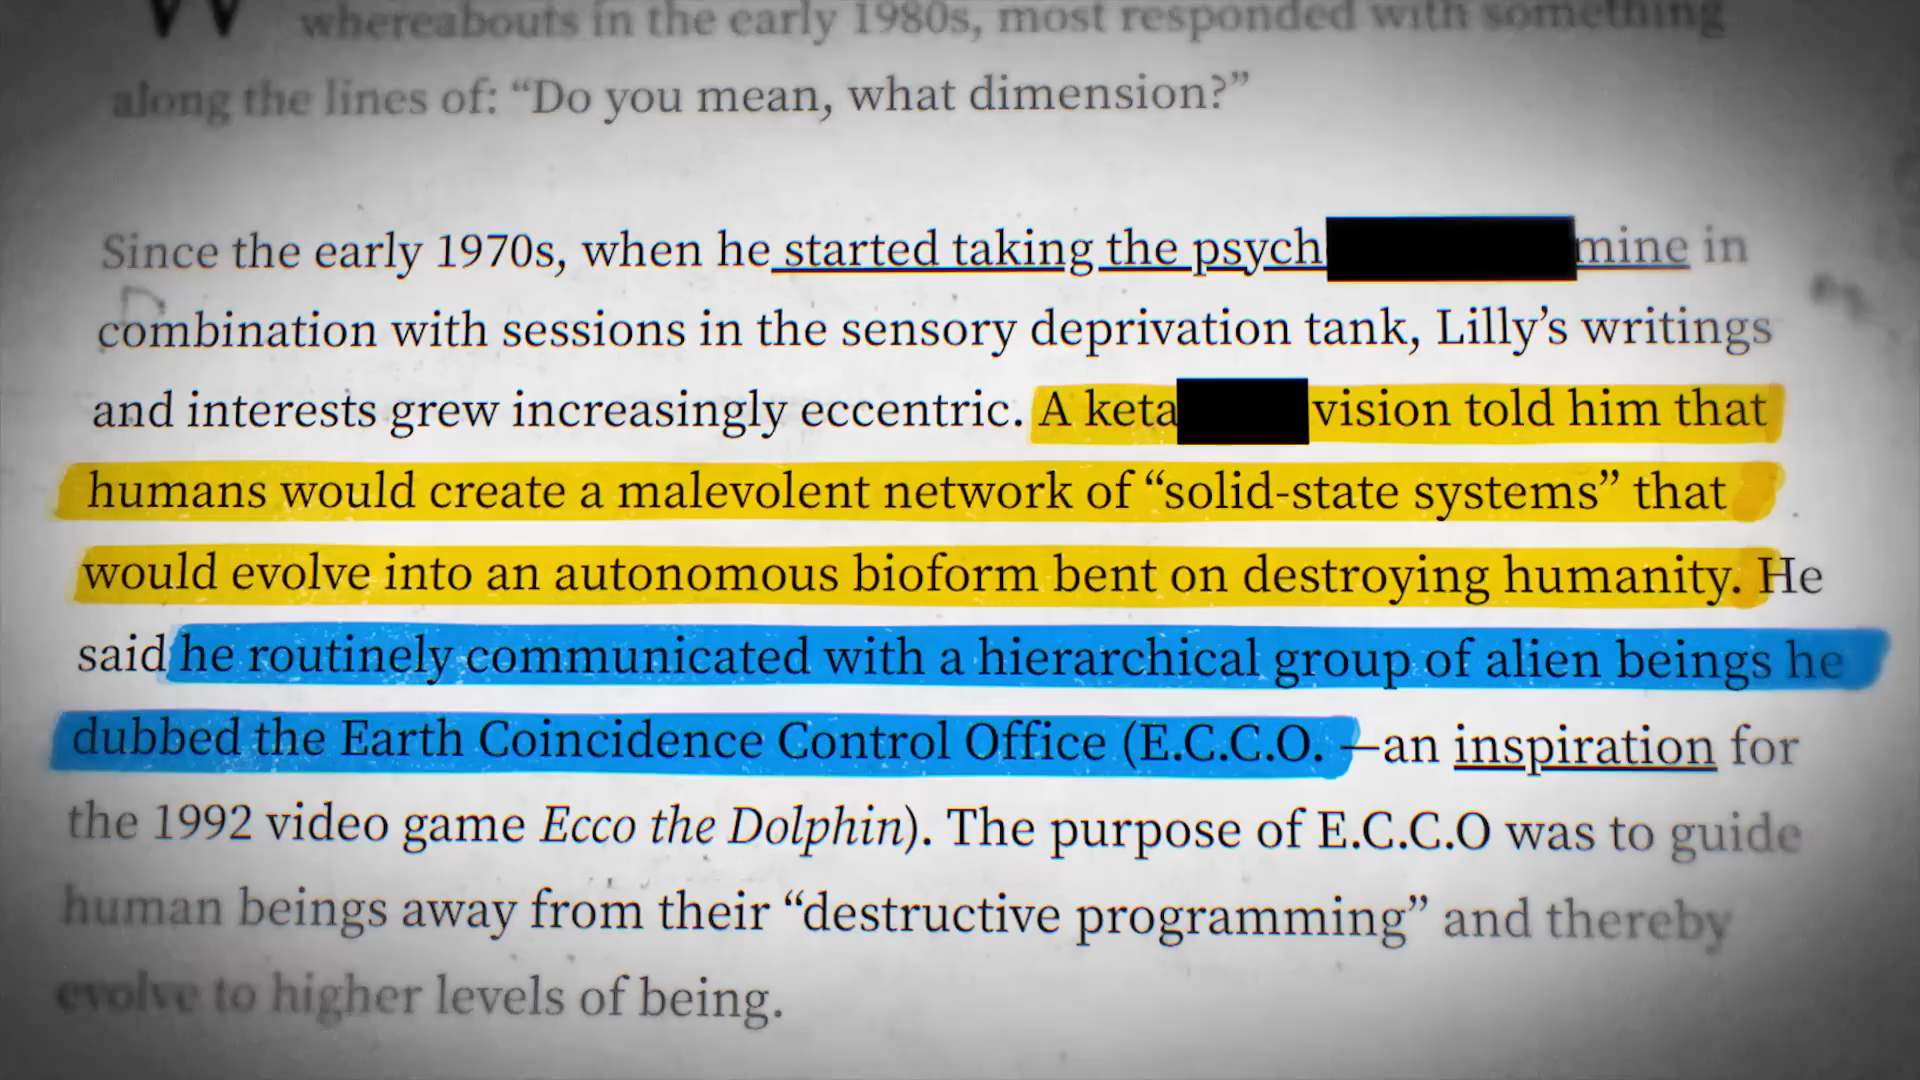 W whereabouts in the early 1980s, most responded with something
along the lines of: “Do you mean, what dimension?”
Since the early 1970s, when he started taking the psych mine in
combination with sessions in the sensory deprivation tank, Lilly’s writings
and interests grew increasingly eccentric. A keta vision told him that
humans would create a malevolent network of “solid-state systems” that
would evolve into an autonomous bioform bent on destroying humanity. He
said he routinely communicated with a hierarchical group of alien beings he
dubbed the Earth Coincidence Control Office (E.C.C.O. —an inspiration for
the 1992 video game Ecco the Dolphin). The purpose of E.C.C.O was to guide
human beings away from their “destructive programming” and thereby
evolve to higher levels of being.